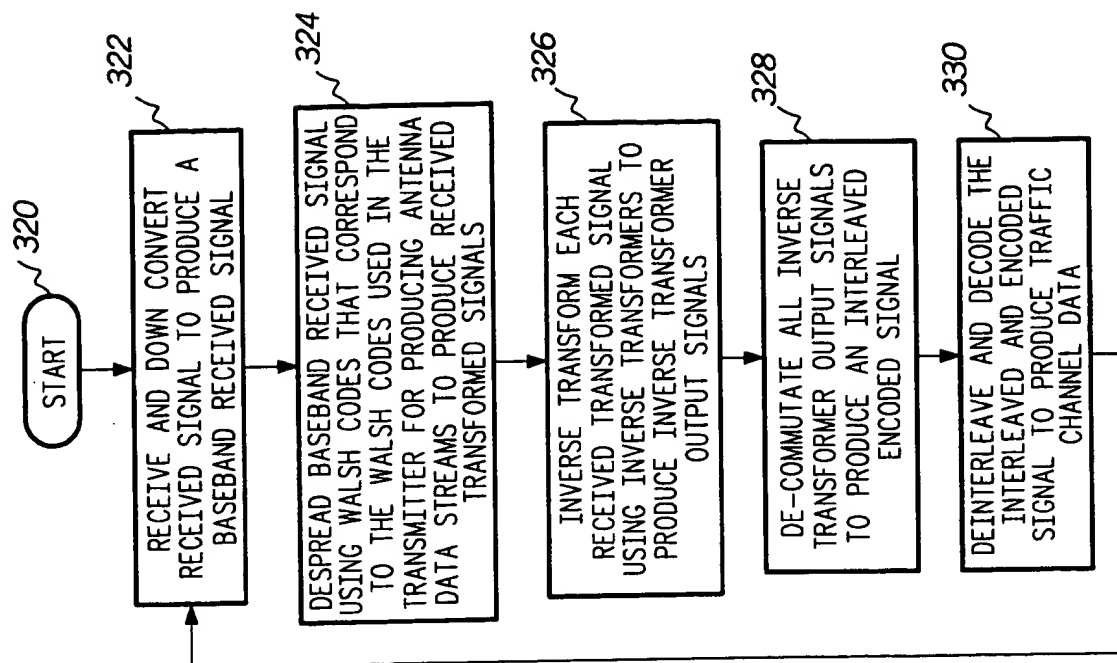 START
320
RECEIVE AND DOWN CONVERT
RECEIVED SIGNAL TO PRODUCE A
BASEBAND RECEIVED SIGNAL
322
DESPREAD BASEBAND RECEIVED SIGNAL
USING WALSH CODES THAT CORRESPOND
TO THE WALSH CODES USED IN THE
TRANSMITTER FOR PRODUCING ANTENNA
DATA STREAMS TO PRODUCE RECEIVED
TRANSFORMED SIGNALS
324
INVERSE TRANSFORM EACH
RECEIVED TRANSFORMED SIGNAL
USING INVERSE TRANSFORMERS TO
PRODUCE INVERSE TRANSFORMER
OUTPUT SIGNALS
326
DE-COMMUTATE ALL INVERSE
TRANSFORMER OUTPUT SIGNALS
TO PRODUCE AN INTERLEAVED
ENCODED SIGNAL
328
DEINTERLEAVE AND DECODE THE
INTERLEAVED AND ENCODED
SIGNAL TO PRODUCE TRAFFIC
CHANNEL DATA
330